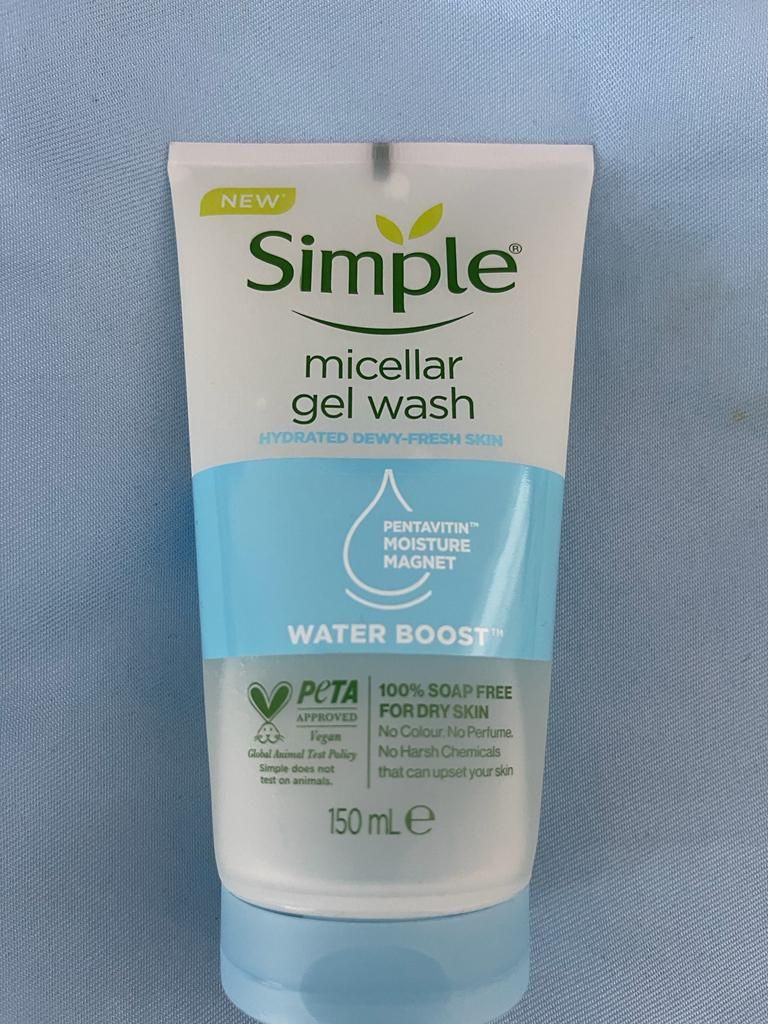 NEW*
Simple®
micellar
gel wash
HYDRATED DEWY-FRESH SKIN
PENTAVITIN™
MOISTURE
MAGNET
WATER BOOST™
PETA
APPROVED
Vegan
Global Animal Test Policy
Simple does not
test on animals.
100% SOAP FREE
FOR DRY SKIN
No Colour. No Perfume.
No Harsh Chemicals
that can upset your skin
150 mL ℮